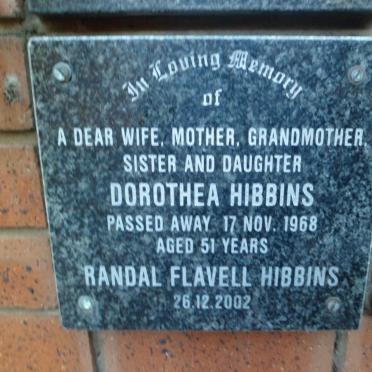 In Loving Memory
of
A DEAR WIFE, MOTHER, GRANDMOTHER,
SISTER AND DAUGHTER
DOROTHEA HIBBINS
PASSED AWAY 17 NOV. 1968
AGED 51 YEARS
RANDAL FLAVELL HIBBINS
26.12.2002